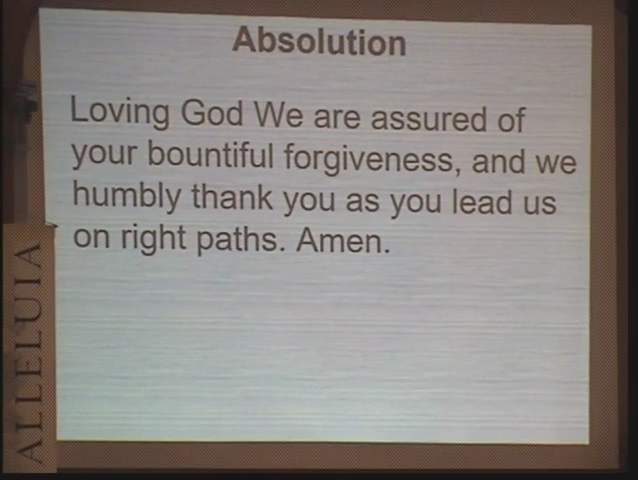 Absolution
Loving God We are assured of
your bountiful forgiveness, and we
humbly thank you as you lead us
on right paths. Amen.
ALLELUIA